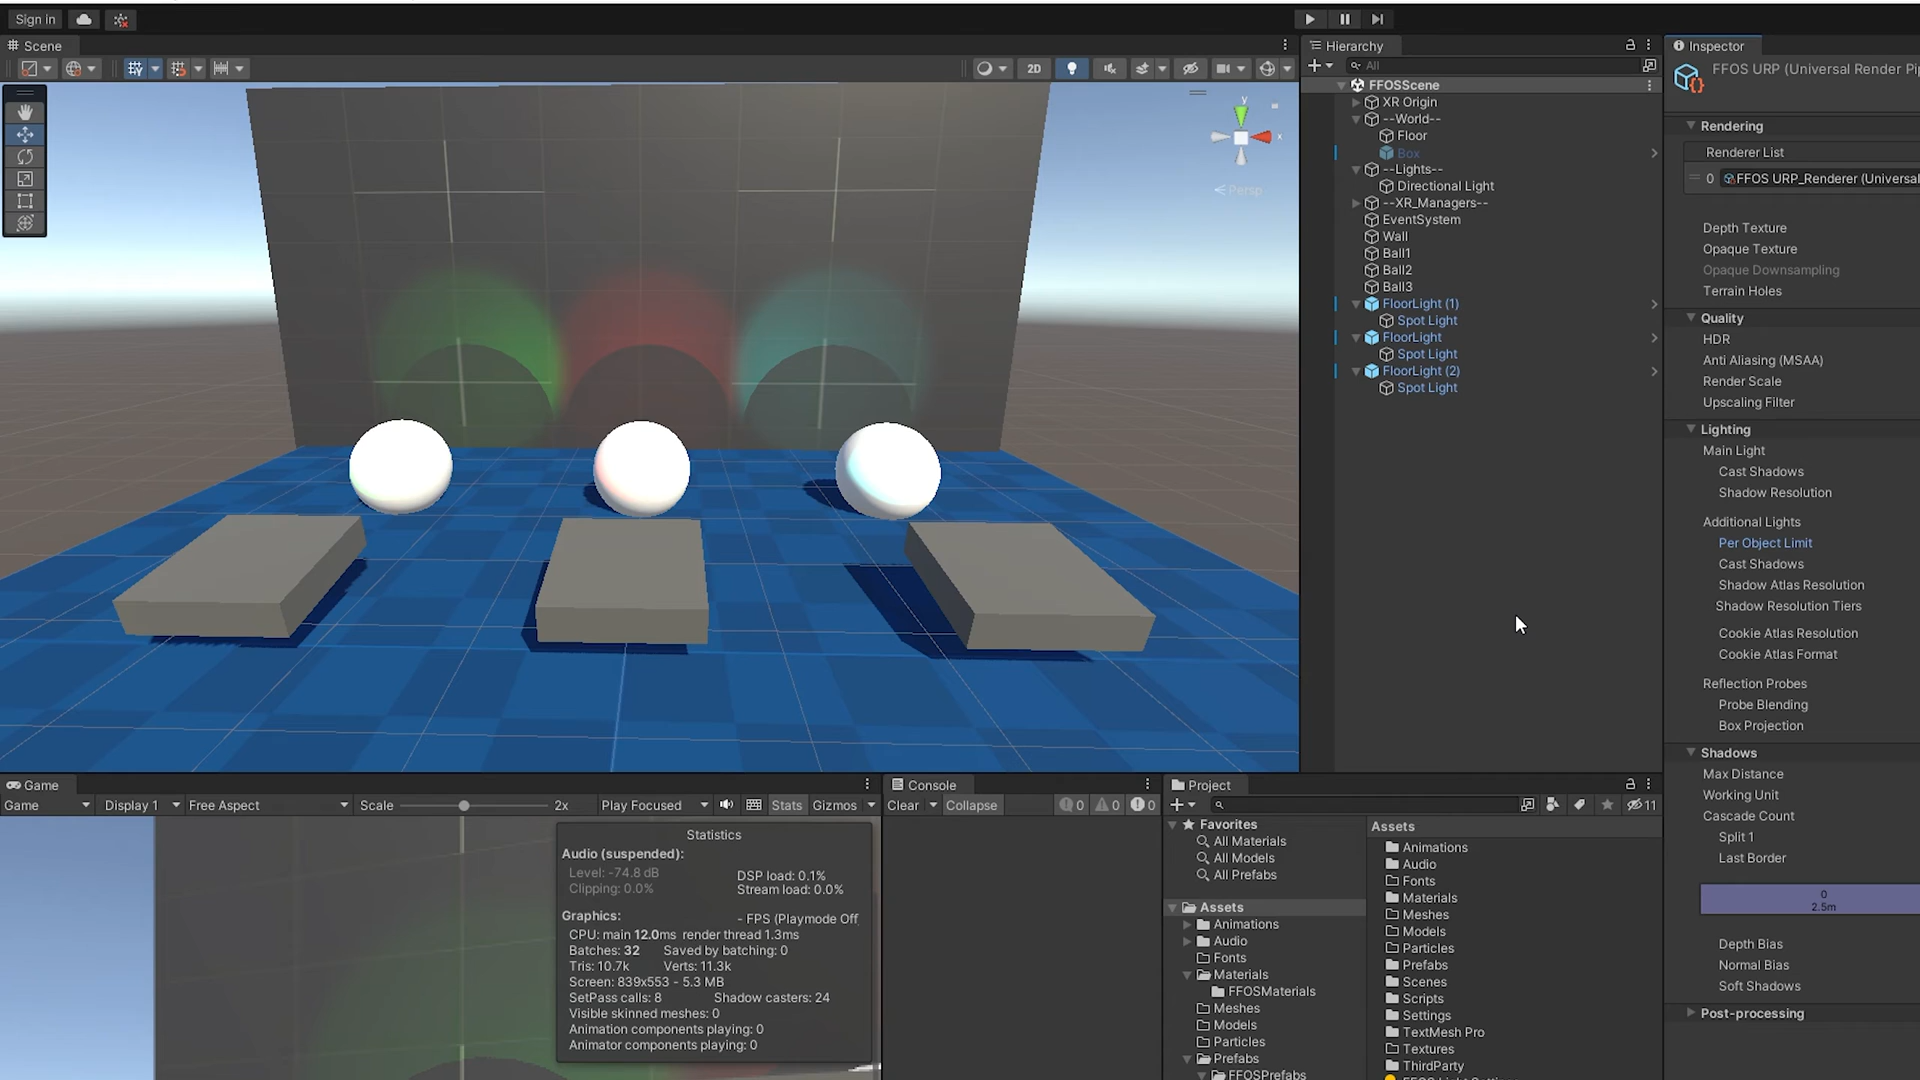 Sign in
Scene
2D
y
x
Persp
Hierarchy
All
FFOSScene
XR Origin
--World--
Floor
Box
--Lights--
Directional Light
--XR_Managers--
EventSystem
Wall
Ball1
Ball2
Ball3
FloorLight (1)
Spot Light
FloorLight
Spot Light
FloorLight (2)
Spot Light
Inspector
FFOS URP (Universal Render Pip
Rendering
Renderer List
0 FFOS URP_Renderer (Universal
Depth Texture
Opaque Texture
Opaque Downsampling
Terrain Holes
Quality
HDR
Anti Aliasing (MSAA)
Render Scale
Upscaling Filter
Lighting
Main Light
Cast Shadows
Shadow Resolution
Additional Lights
Per Object Limit
Cast Shadows
Shadow Atlas Resolution
Shadow Resolution Tiers
Cookie Atlas Resolution
Cookie Atlas Format
Reflection Probes
Probe Blending
Box Projection
Shadows
Max Distance
Working Unit
Cascade Count
Split 1
Last Border
0
2.5m
Depth Bias
Normal Bias
Soft Shadows
Post-processing
Game
Game Display 1 Free Aspect Scale 2x Play Focused Stats Gizmos
Statistics
Audio (suspended):
Level: -74.8 dB DSP load: 0.1%
Clipping: 0.0% Stream load: 0.0%
Graphics: - FPS (Playmode Off
CPU: main 12.0ms render thread 1.3ms
Batches: 32 Saved by batching: 0
Tris: 10.7k Verts: 11.3k
Screen: 839x553 - 5.3 MB
SetPass calls: 8 Shadow casters: 24
Visible skinned meshes: 0
Animation components playing: 0
Animator components playing: 0
Console
Clear Collapse 0 0 0
Project
11
Favorites
All Materials
All Models
All Prefabs
Assets
Animations
Audio
Fonts
Materials
FFOSMaterials
Meshes
Models
Particles
Prefabs
FFOSPrefabs
Assets
Animations
Audio
Fonts
Materials
Meshes
Models
Particles
Prefabs
Scenes
Scripts
Settings
TextMesh Pro
Textures
ThirdParty